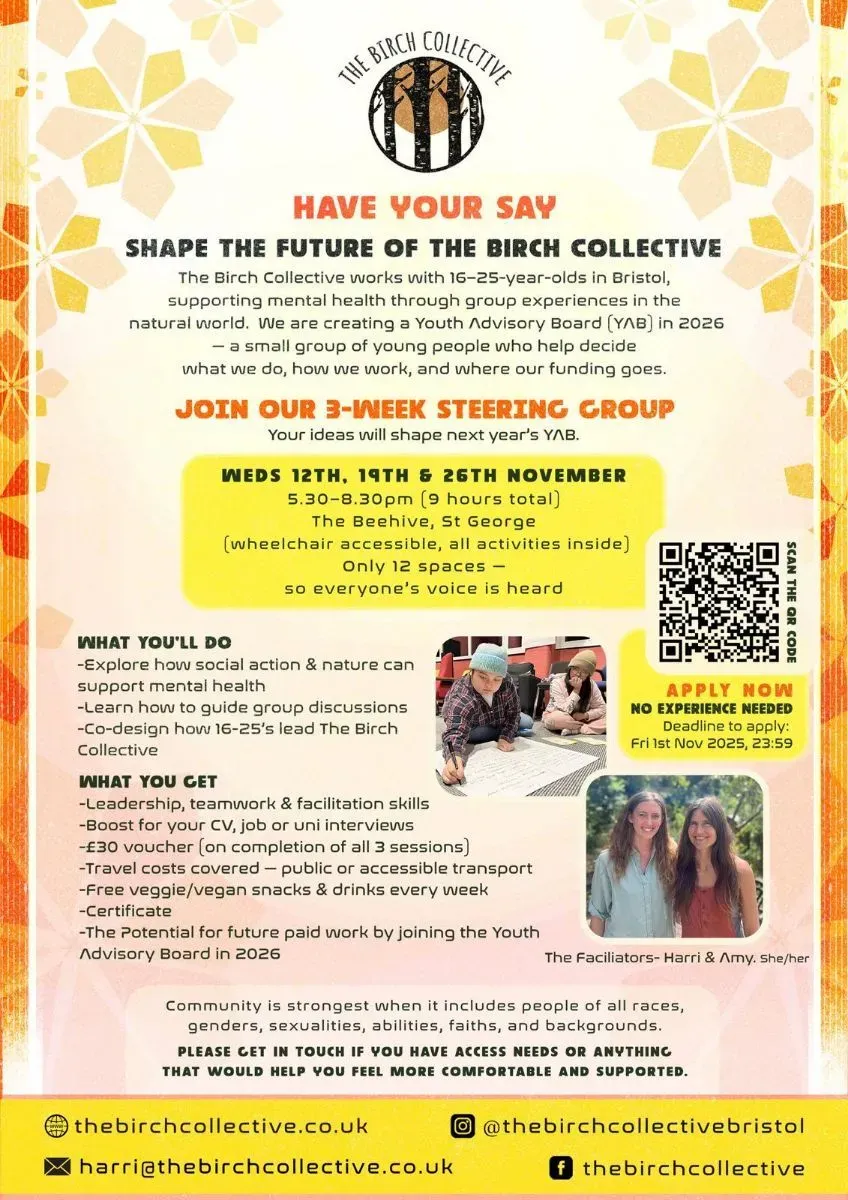 THE BIRCH COLLECTIVE
HAVE YOUR SAY
SHAPE THE FUTURE OF THE BIRCH COLLECTIVE
The Birch Collective works with 16–25-year-olds in Bristol,
supporting mental health through group experiences in the
natural world. We are creating a Youth Advisory Board (YAB) in 2026
— a small group of young people who help decide
what we do, how we work, and where our funding goes.
JOIN OUR 3-WEEK STEERING GROUP
Your ideas will shape next year's YAB.
WEDS 12TH, 19TH & 26TH NOVEMBER
5.30–8.30pm (9 hours total)
The Beehive, St George
(wheelchair accessible, all activities inside)
Only 12 spaces —
so everyone's voice is heard
SCAN THE QR CODE
APPLY NOW
NO EXPERIENCE NEEDED
Deadline to apply:
Fri 1st Nov 2025, 23:59
WHAT YOU'LL DO
-Explore how social action & nature can
support mental health
-Learn how to guide group discussions
-Co-design how 16-25's lead The Birch
Collective
WHAT YOU GET
-Leadership, teamwork & facilitation skills
-Boost for your CV, job or uni interviews
-£30 voucher (on completion of all 3 sessions)
-Travel costs covered — public or accessible transport
-Free veggie/vegan snacks & drinks every week
-Certificate
-The Potential for future paid work by joining the Youth
Advisory Board in 2026
The Faciliators- Harri & Amy. She/her
Community is strongest when it includes people of all races,
genders, sexualities, abilities, faiths, and backgrounds.
PLEASE GET IN TOUCH IF YOU HAVE ACCESS NEEDS OR ANYTHING
THAT WOULD HELP YOU FEEL MORE COMFORTABLE AND SUPPORTED.
thebirchcollective.co.uk
@thebirchcollectivebristol
harri@thebirchcollective.co.uk
thebirchcollective